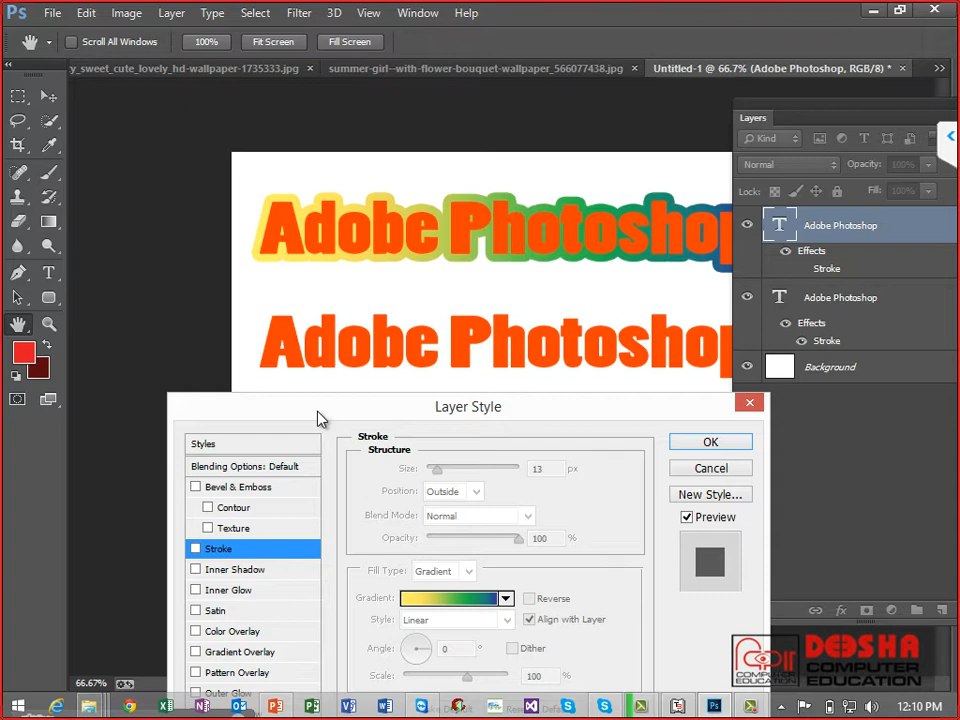 Ps File Edit Image Layer Type Select Filter 3D View Window Help
Scroll All Windows 100% Fit Screen Fill Screen
y_sweet_cute_lovely_hd-wallpaper-1735333.jpg × summer-girl--with-flower-bouquet-wallpaper_566077438.jpg × Untitled-1 @ 66.7% (Adobe Photoshop, RGB/8) * ×
Layers
Kind
Normal Opacity: 100%
Lock: Fill: 100%
T Adobe Photoshop
Effects
Stroke
T Adobe Photoshop
Effects
Stroke
Background
Adobe Photoshop
Adobe Photoshop
Layer Style
Styles
Blending Options: Default
Bevel & Emboss
Contour
Texture
Stroke
Inner Shadow
Inner Glow
Satin
Color Overlay
Gradient Overlay
Pattern Overlay
Outer Glow
Stroke
Structure
Size: 13 px
Position: Outside
Blend Mode: Normal
Opacity: 100 %
Fill Type: Gradient
Gradient: Reverse
Style: Linear Align with Layer
Angle: 0 ° Dither
Scale: 100 %
OK
Cancel
New Style...
Preview
66.67%
DEESHA
COMPUTER
EDUCATION
COMPUTER EDUCATION
12:10 PM